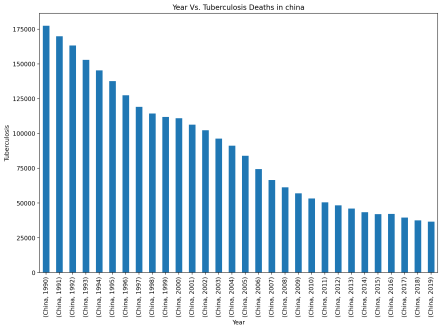 Year Vs. Tuberculosis Deaths in china
175000
150000
125000
100000
75000
50000
25000
0
Tuberculosis
(China, 1990)
(China, 1991)
(China, 1992)
(China, 1993)
(China, 1994)
(China, 1995)
(China, 1996)
(China, 1997)
(China, 1998)
(China, 1999)
(China, 2000)
(China, 2001)
(China, 2002)
(China, 2003)
(China, 2004)
(China, 2005)
(China, 2006)
(China, 2007)
(China, 2008)
(China, 2009)
(China, 2010)
(China, 2011)
(China, 2012)
(China, 2013)
(China, 2014)
(China, 2015)
(China, 2016)
(China, 2017)
(China, 2018)
(China, 2019)
Year